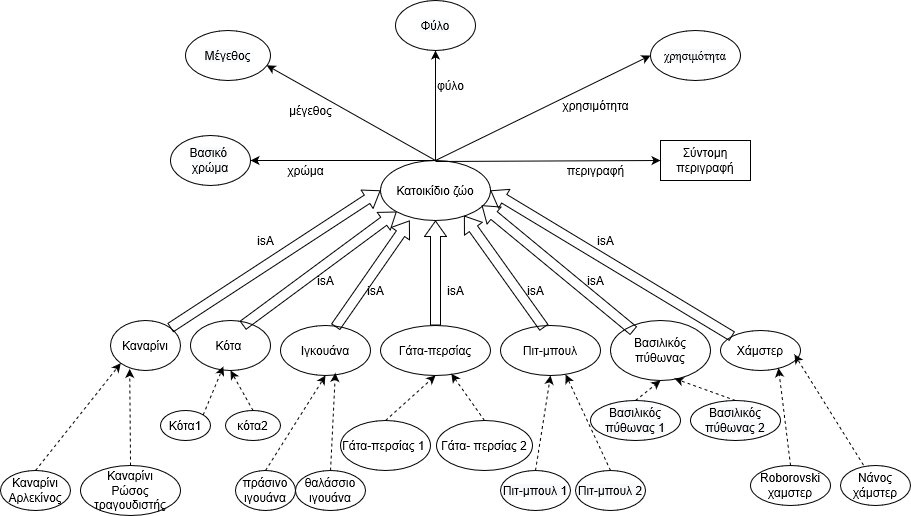 Φύλο
Μέγεθος
χρησιμότητα
φύλο
μέγεθος
χρησιμότητα
Βασικό
χρώμα
χρώμα
περιγραφή
Σύντομη
περιγραφή
Κατοικίδιο ζώο
isA
isA
isA
isA
isA
isA
isA
Καναρίνι
Κότα
Ιγκουάνα
Γάτα-περσίας
Πιτ-μπουλ
Βασιλικός
πύθωνας
Χάμστερ
Κότα1
κότα2
Γάτα-περσίας 1
Γάτα- περσίας 2
Βασιλικός
πύθωνας 1
Βασιλικός
πύθωνας 2
Καναρίνι
Αρλεκίνος
Καναρίνι
Ρώσος
τραγουδιστής
πράσινο
ιγουάνα
θαλάσσιο
ιγουάνα
Πιτ-μπουλ 1
Πιτ-μπουλ 2
Roborovski
χαμστερ
Νάνος
χάμστερ